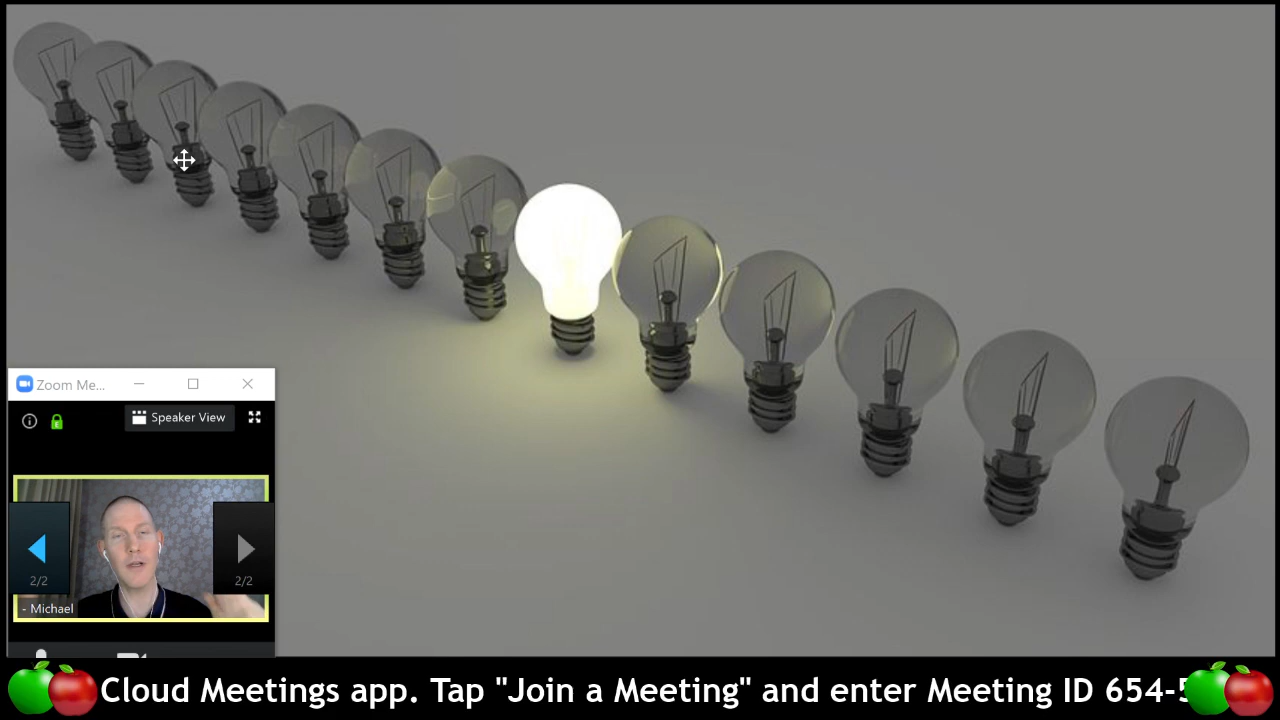 Zoom Me...
Speaker View
2/2
2/2
- Michael
Cloud Meetings app. Tap "Join a Meeting" and enter Meeting ID 654-5